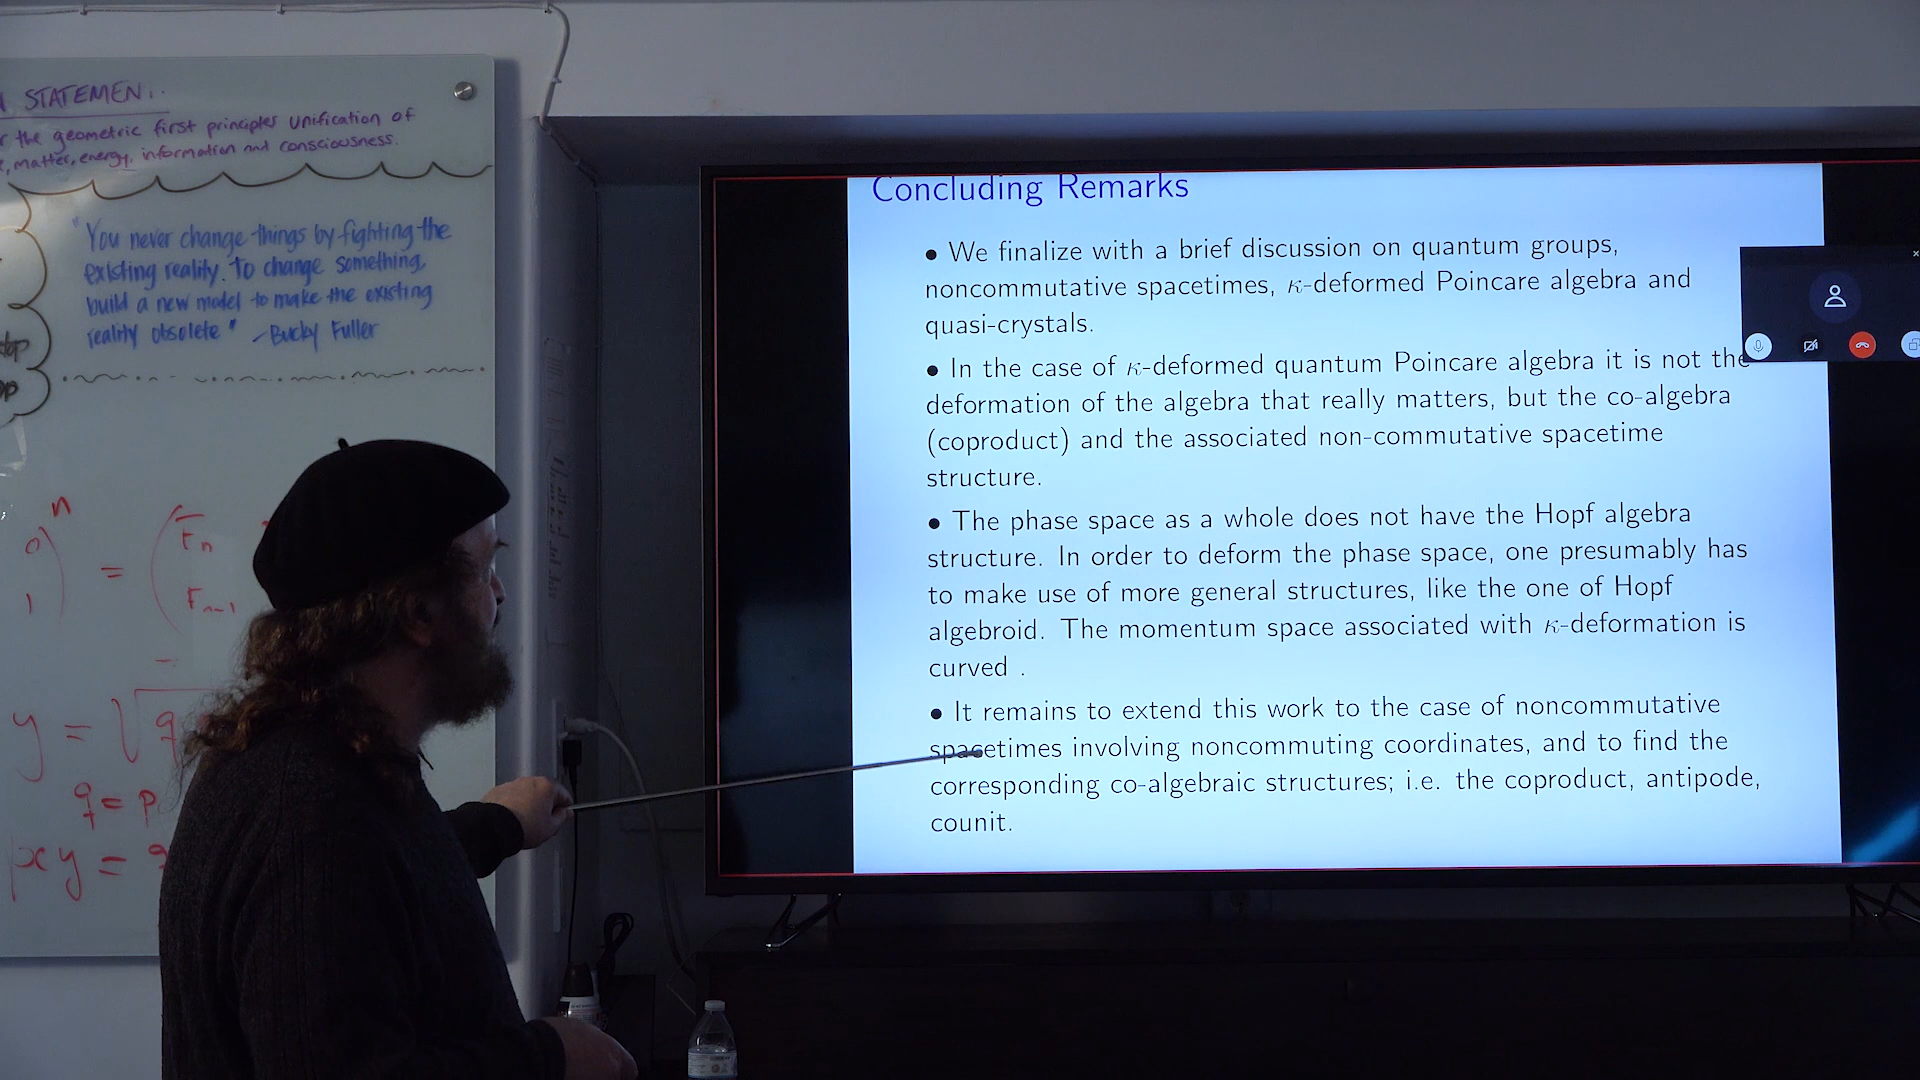 STATEMEN
the geometric first principles unification of
matter, energy, information and consciousness.
"You never change things by fighting the
existing reality. To change something,
build a new model to make the existing
reality obsolete" -Bucky Fuller
n
0
= ( Fn
1
Fn-1
y = √q
q = p
xy =
Concluding Remarks
• We finalize with a brief discussion on quantum groups,
noncommutative spacetimes, κ-deformed Poincare algebra and
quasi-crystals.
• In the case of κ-deformed quantum Poincare algebra it is not the
deformation of the algebra that really matters, but the co-algebra
(coproduct) and the associated non-commutative spacetime
structure.
• The phase space as a whole does not have the Hopf algebra
structure. In order to deform the phase space, one presumably has
to make use of more general structures, like the one of Hopf
algebroid. The momentum space associated with κ-deformation is
curved .
• It remains to extend this work to the case of noncommutative
spacetimes involving noncommuting coordinates, and to find the
corresponding co-algebraic structures; i.e. the coproduct, antipode,
counit.